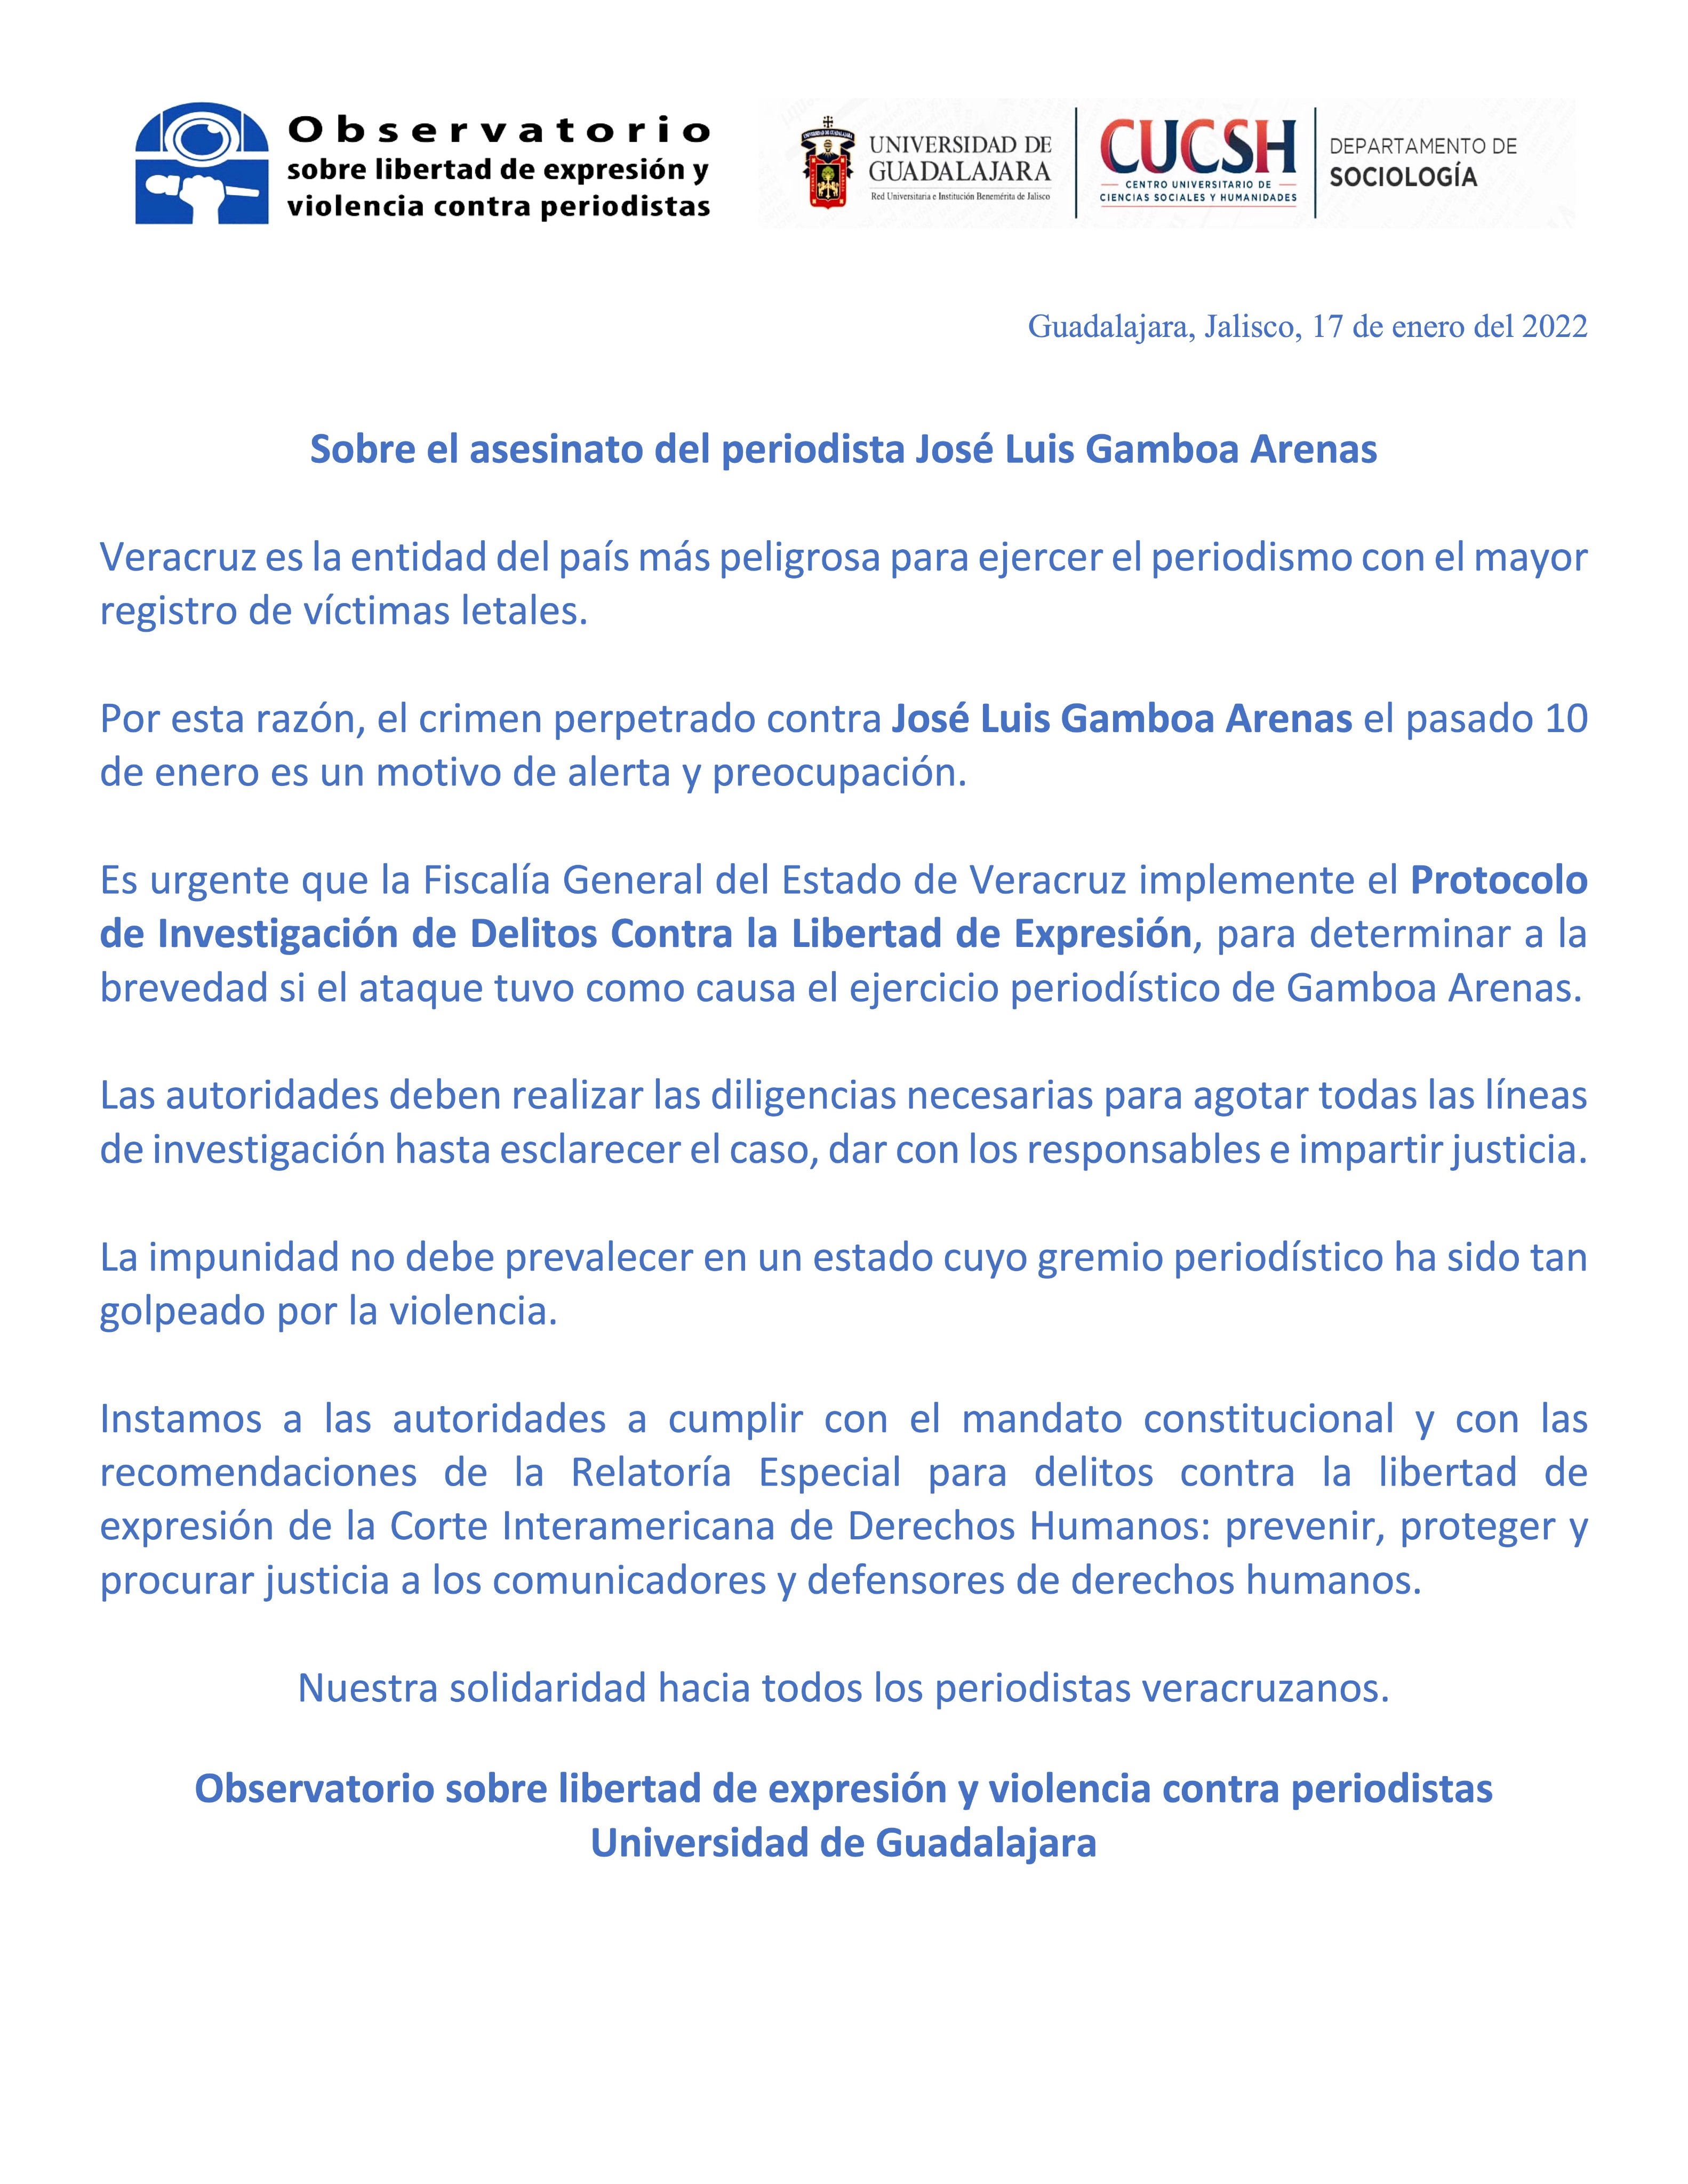 Observatorio
sobre libertad de expresión y
violencia contra periodistas
UNIVERSIDAD DE
GUADALAJARA
Red Universitaria e Institución Benemérita de Jalisco
CUCSH
CENTRO UNIVERSITARIO DE
CIENCIAS SOCIALES Y HUMANIDADES
DEPARTAMENTO DE
SOCIOLOGÍA
Guadalajara, Jalisco, 17 de enero del 2022
Sobre el asesinato del periodista José Luis Gamboa Arenas
Veracruz es la entidad del país más peligrosa para ejercer el periodismo con el mayor
registro de víctimas letales.
Por esta razón, el crimen perpetrado contra José Luis Gamboa Arenas el pasado 10
de enero es un motivo de alerta y preocupación.
Es urgente que la Fiscalía General del Estado de Veracruz implemente el Protocolo
de Investigación de Delitos Contra la Libertad de Expresión, para determinar a la
brevedad si el ataque tuvo como causa el ejercicio periodístico de Gamboa Arenas.
Las autoridades deben realizar las diligencias necesarias para agotar todas las líneas
de investigación hasta esclarecer el caso, dar con los responsables e impartir justicia.
La impunidad no debe prevalecer en un estado cuyo gremio periodístico ha sido tan
golpeado por la violencia.
Instamos a las autoridades a cumplir con el mandato constitucional y con las
recomendaciones de la Relatoría Especial para delitos contra la libertad de
expresión de la Corte Interamericana de Derechos Humanos: prevenir, proteger y
procurar justicia a los comunicadores y defensores de derechos humanos.
Nuestra solidaridad hacia todos los periodistas veracruzanos.
Observatorio sobre libertad de expresión y violencia contra periodistas
Universidad de Guadalajara